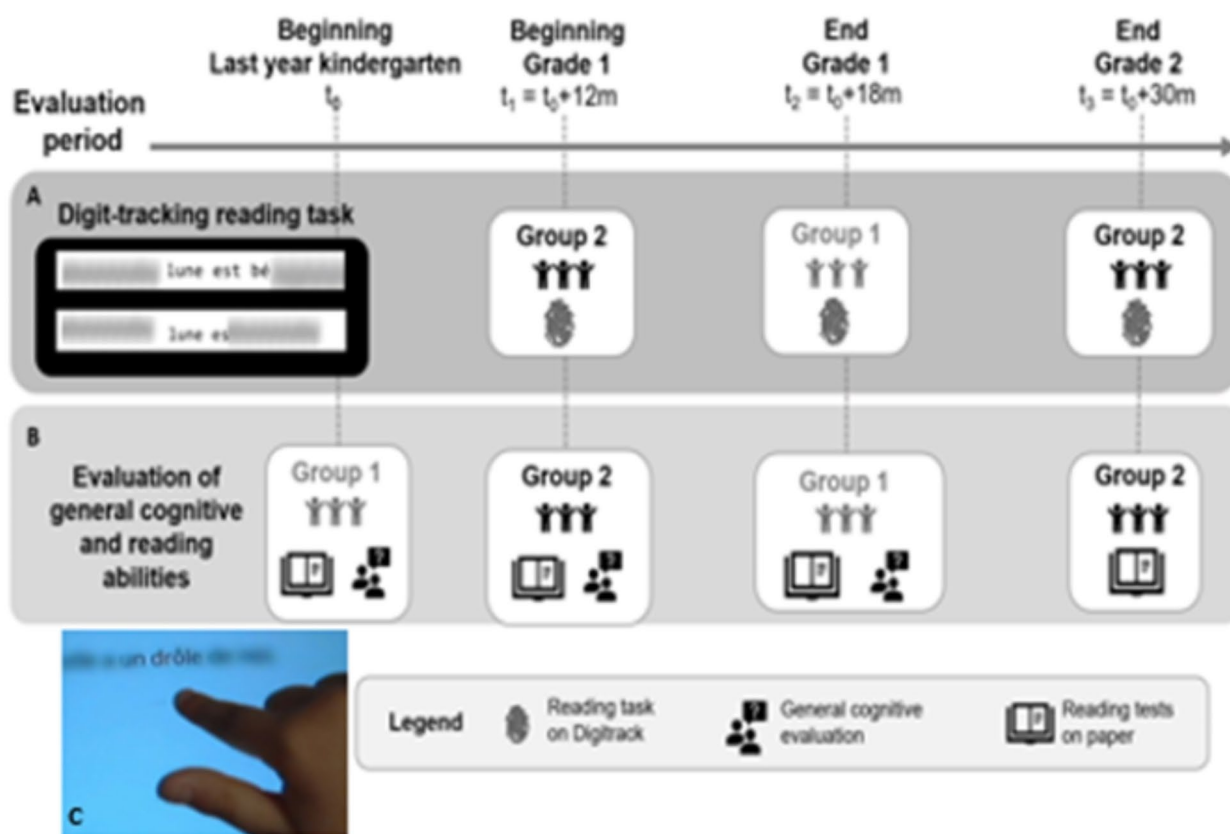 Beginning
Last year kindergarten
t₀
Beginning
Grade 1
t₁ = t₀+12m
End
Grade 1
t₂ = t₀+18m
End
Grade 2
t₃ = t₀+30m
Evaluation
period
A
Digit-tracking reading task
lune est bé
lune es
Group 2
Group 1
Group 2
B
Evaluation of
general cognitive
and reading
abilities
Group 1
?
?
Group 2
?
?
Group 1
?
?
Group 2
?
a un drôle
C
Legend
Reading task
on Digitrack
?
General cognitive
evaluation
?
Reading tests
on paper